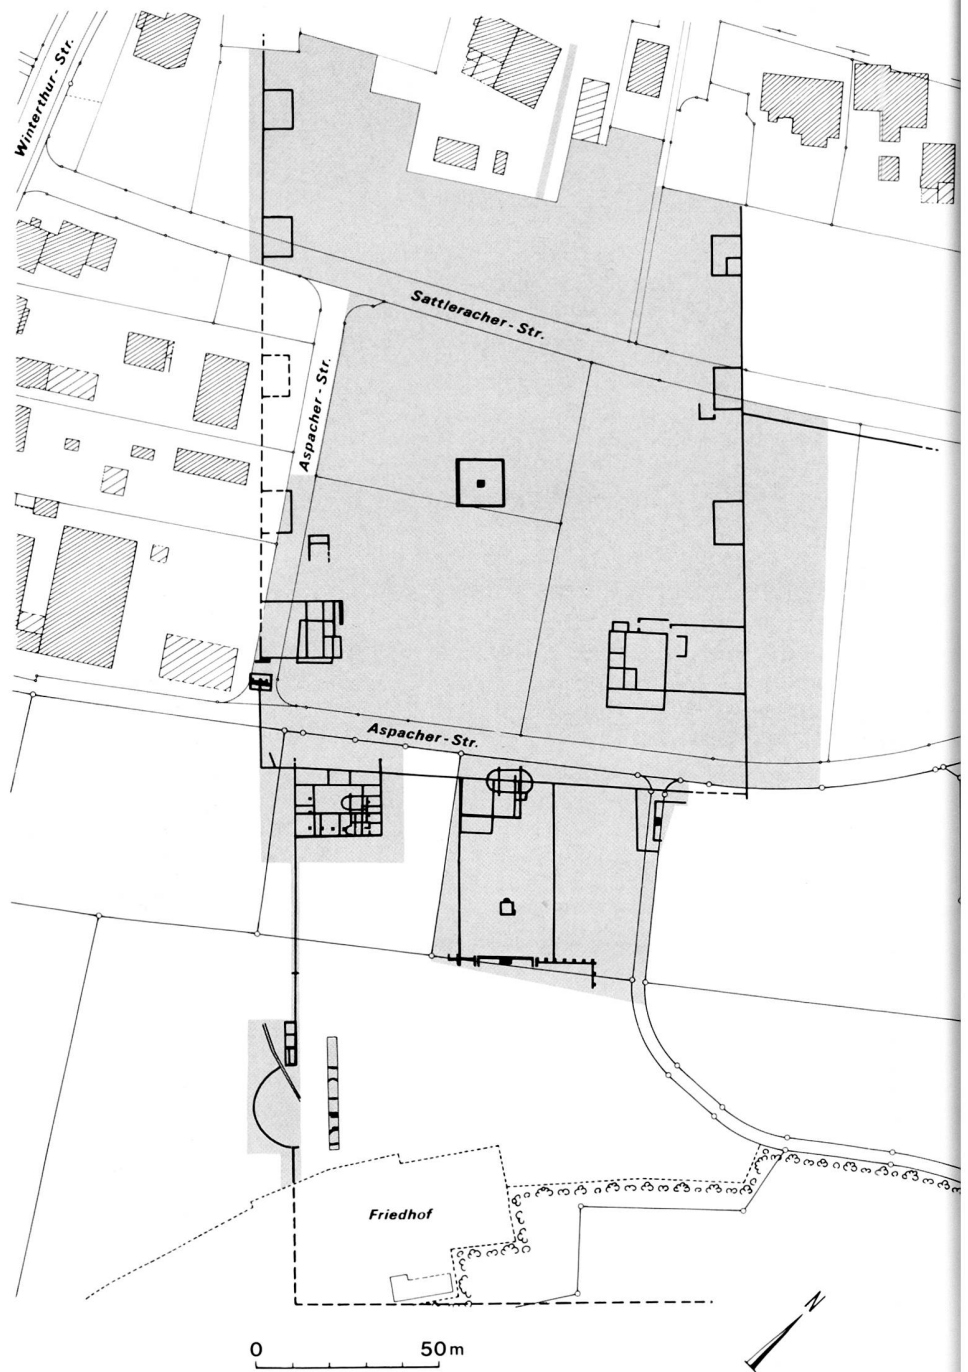 Winterthur - Str.
Sattleracher - Str.
Aspacher - Str.
Aspacher - Str.
Friedhof
N
0 50 m